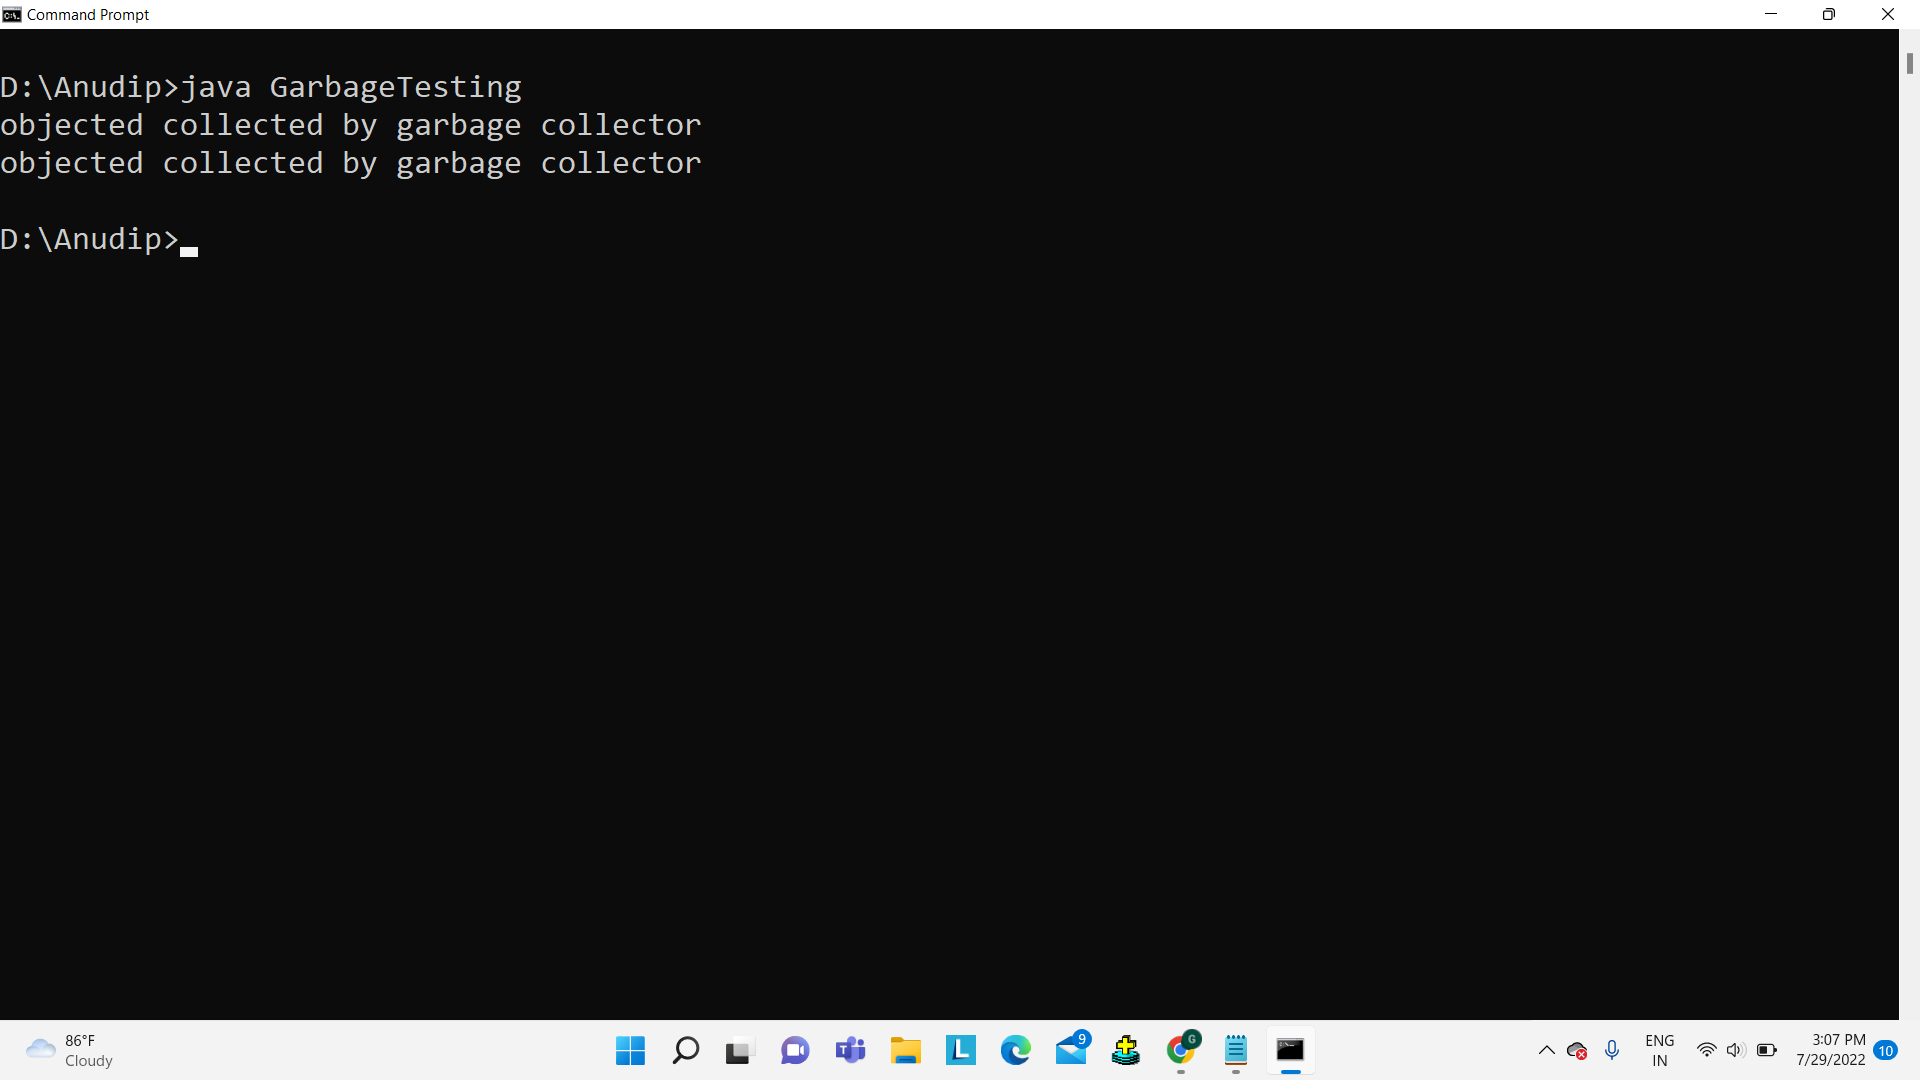 Command Prompt
D:\Anudip>java GarbageTesting
objected collected by garbage collector
objected collected by garbage collector
D:\Anudip>
86°F
Cloudy
L
9
G
ENG
IN
3:07 PM
7/29/2022
10